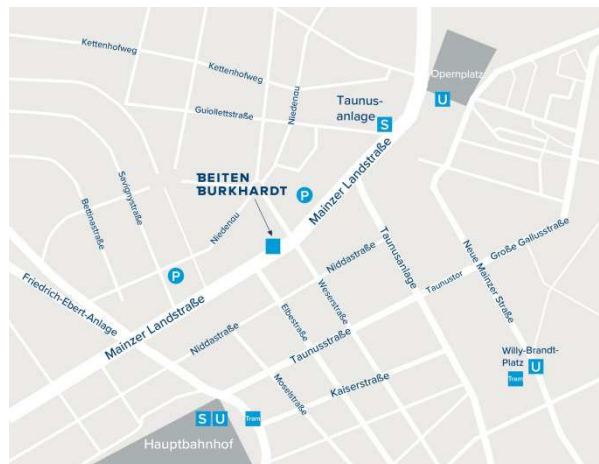 Kettenhofweg
Kettenhofweg
Niedenau
Opernplatz
U
Guiollettstraße
Taunus-
anlage
S
Mainzer Landstraße
BEITEN
BURKHARDT
P
Savignystraße
Bettinastraße
Niedenau
P
Friedrich-Ebert-Anlage
Mainzer Landstraße
Niddastraße
Taunusanlage
Große Gallusstraße
Taunustor
Neue Mainzer Straße
Weserstraße
Elbestraße
Niddastraße
Taunusstraße
Moselstraße
Kaiserstraße
Willy-Brandt-
Platz
U
Tram
S U
Tram
Hauptbahnhof